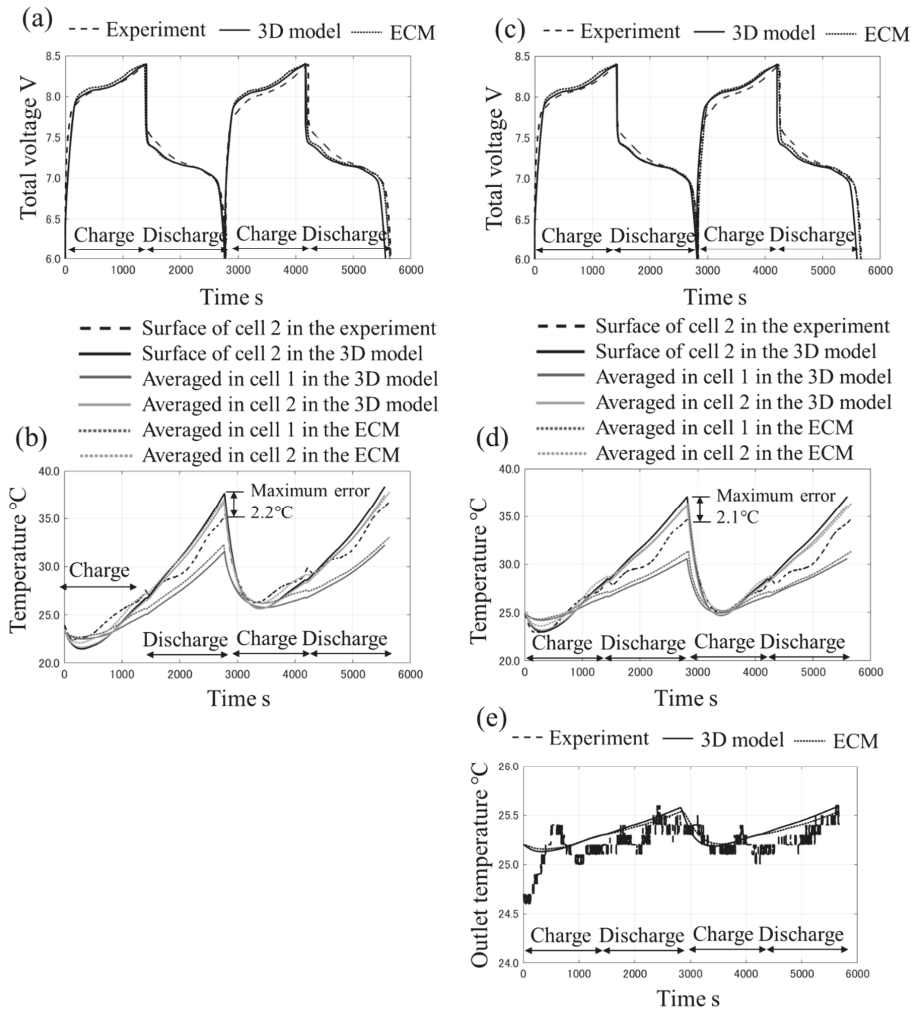 (a)
Experiment 3D model ECM
Total voltage V
8.5
8.0
7.5
7.0
6.5
6.0
Charge Discharge Charge Discharge
0 1000 2000 3000 4000 5000 6000
Time s
(c)
Experiment 3D model ECM
Total voltage V
8.5
8.0
7.5
7.0
6.5
6.0
Charge Discharge Charge Discharge
0 1000 2000 3000 4000 5000 6000
Time s
Surface of cell 2 in the experiment
Surface of cell 2 in the 3D model
Averaged in cell 1 in the 3D model
Averaged in cell 2 in the 3D model
Averaged in cell 1 in the ECM
Averaged in cell 2 in the ECM
(b)
Temperature °C
40.0
35.0
30.0
25.0
20.0
Maximum error
2.2°C
Charge
Discharge Charge Discharge
0 1000 2000 3000 4000 5000 6000
Time s
Surface of cell 2 in the experiment
Surface of cell 2 in the 3D model
Averaged in cell 1 in the 3D model
Averaged in cell 2 in the 3D model
Averaged in cell 1 in the ECM
Averaged in cell 2 in the ECM
(d)
Temperature °C
40.0
35.0
30.0
25.0
20.0
Maximum error
2.1°C
Charge Discharge Charge Discharge
0 1000 2000 3000 4000 5000 6000
Time s
(e)
Experiment 3D model ECM
Outlet temperature °C
26.0
25.5
25.0
24.5
24.0
Charge Discharge Charge Discharge
0 1000 2000 3000 4000 5000 6000
Time s